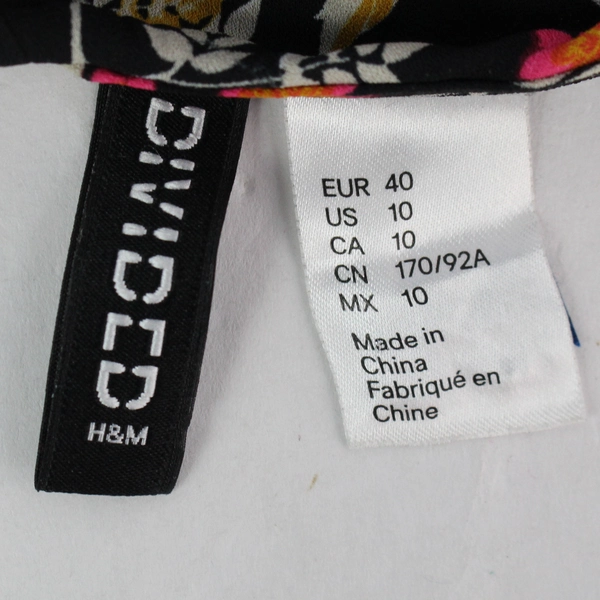 DIVIDED
H&M
EUR 40
US 10
CA 10
CN 170/92A
MX 10
Made in
China
Fabriqué en
Chine